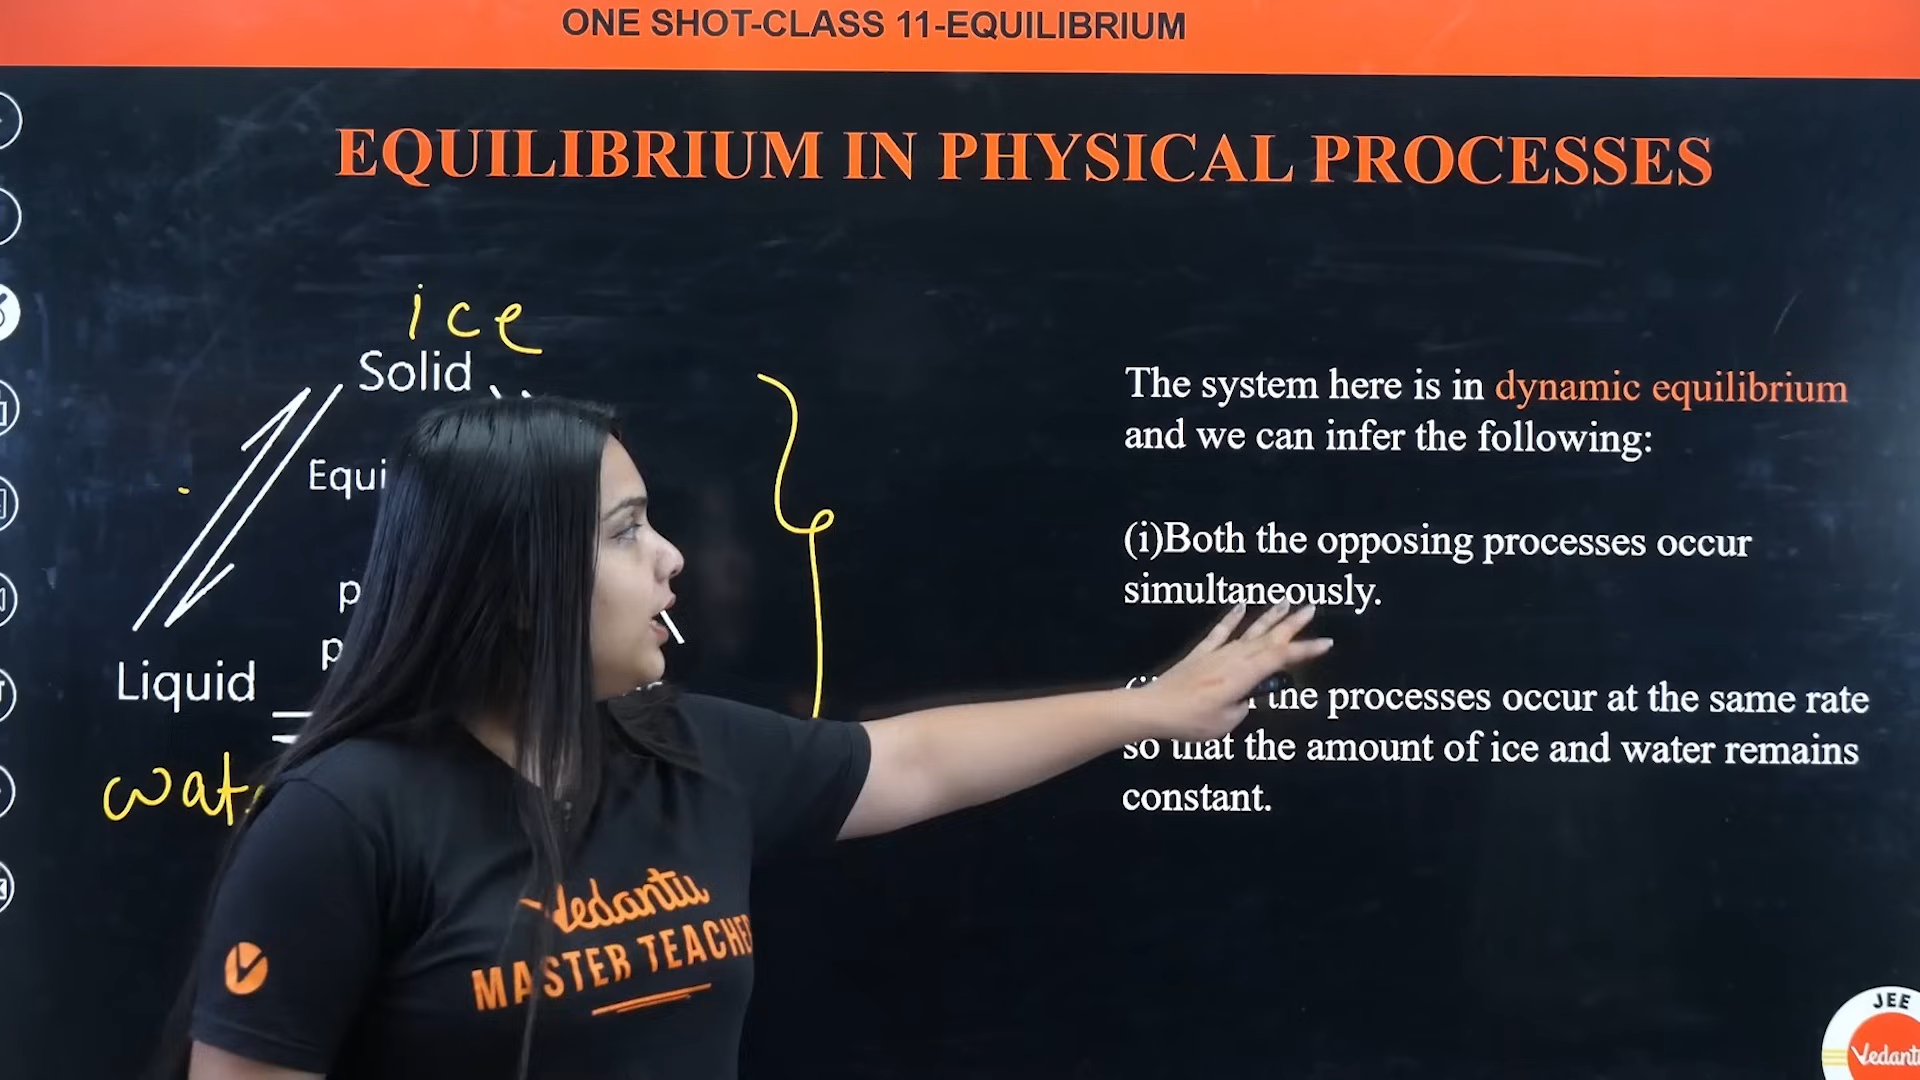 ONE SHOT-CLASS 11-EQUILIBRIUM
EQUILIBRIUM IN PHYSICAL PROCESSES
ice
Solid
Liquid
The system here is in dynamic equilibrium
and we can infer the following:
(i)Both the opposing processes occur
simultaneously.
the processes occur at the same rate
so that the amount of ice and water remains
constant.
Vedantu
MASTER TEACHER
JEE
Vedantu